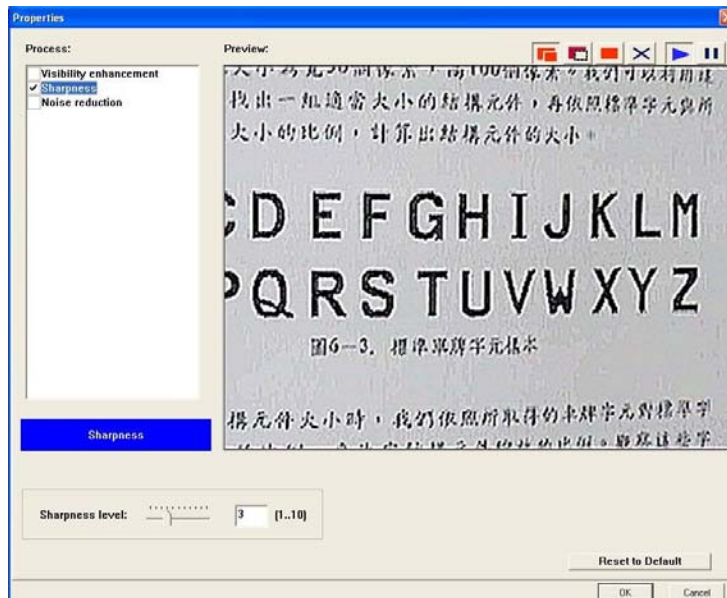 Properties
Process:
Preview:
Visibility enhancement
Sharpness
Noise reduction
找出一組適當大小的結構元件，再依照標準字元與所
大小的比例，計算出結構元件的大小。
CDEFGHIJKLM
PQRSTUVWXYZ
圖6－3. 標準車牌字元樣本
構元件大小時，我們依照所取得的車牌字元對標準字
Sharpness
Sharpness level:
3
(1..10)
Reset to Default
OK
Cancel